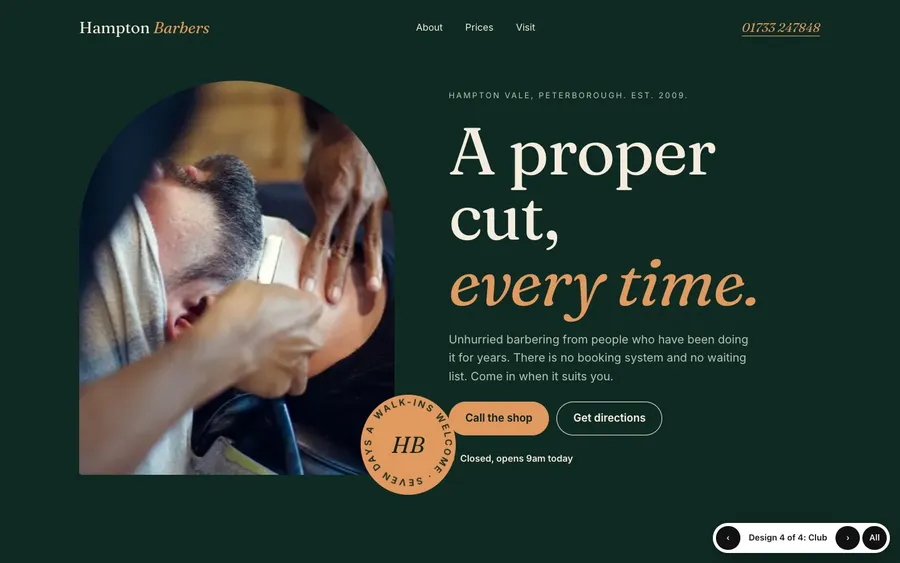 Hampton Barbers
About Prices Visit
01733 247848
HAMPTON VALE, PETERBOROUGH. EST. 2009.
A proper
cut,
every time.
Unhurried barbering from people who have been doing
it for years. There is no booking system and no waiting
list. Come in when it suits you.
Call the shop
Get directions
WALK-INS WELCOME · SEVEN DAYS A
HB
Closed, opens 9am today
‹ Design 4 of 4: Club › All